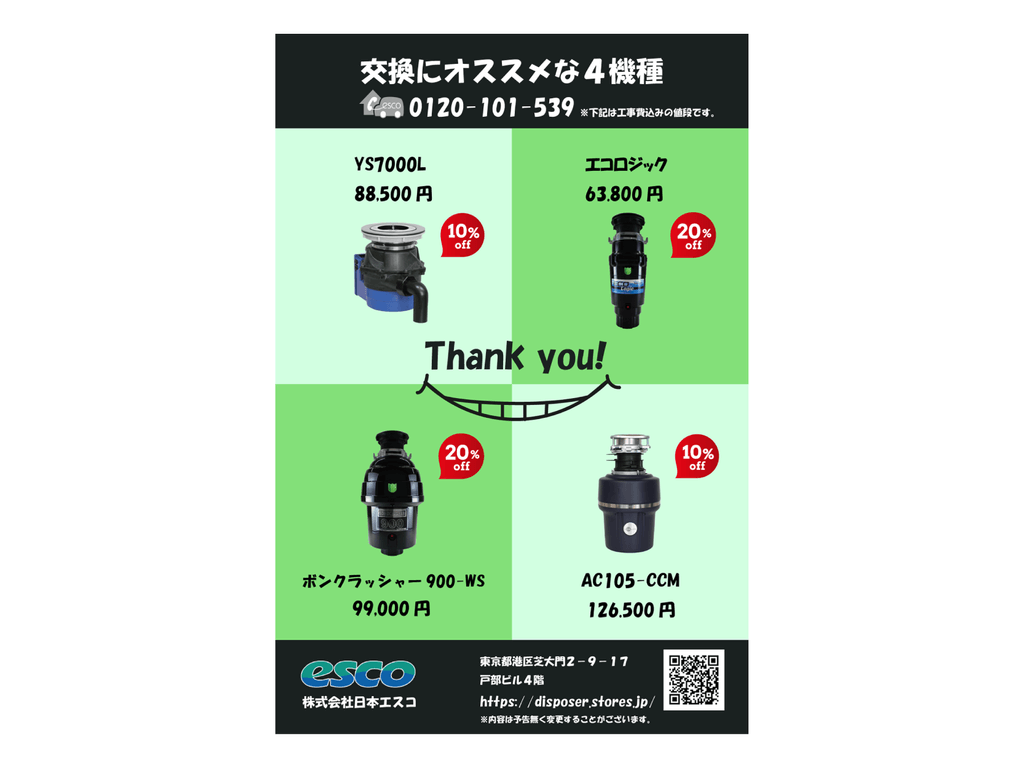 交換にオススメな4機種
esco
0120-101-539 ※下記は工事費込みの値段です。
YS7000L
88,500 円
10%
off
エコロジック
63,800 円
20%
off
Thank you!
20%
off
10%
off
ボンクラッシャー 900-WS
99,000 円
AC105-CCM
126,500 円
esco
株式会社日本エスコ
東京都港区芝大門2-9-17
戸部ビル4階
https://disposer.stores.jp/
※内容は予告無く変更することがございます。